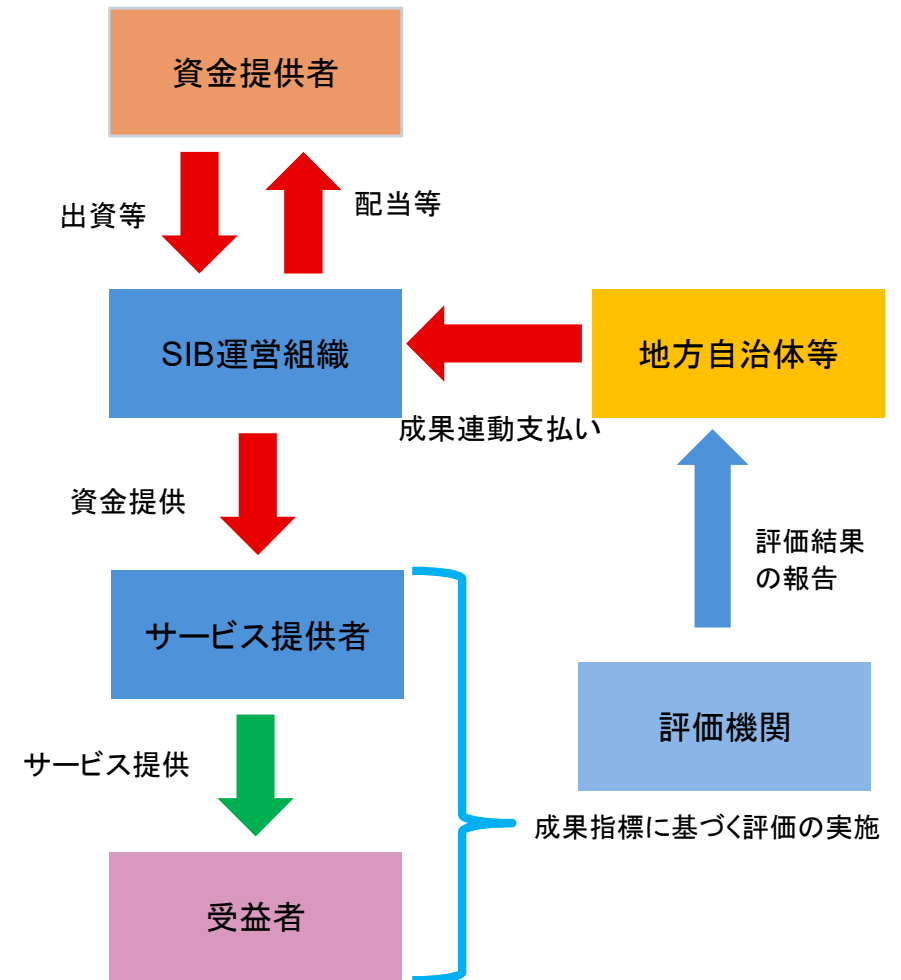 資金提供者
出資等
配当等
SIB運営組織
地方自治体等
成果連動支払い
資金提供
評価結果
の報告
サービス提供者
評価機関
サービス提供
成果指標に基づく評価の実施
受益者